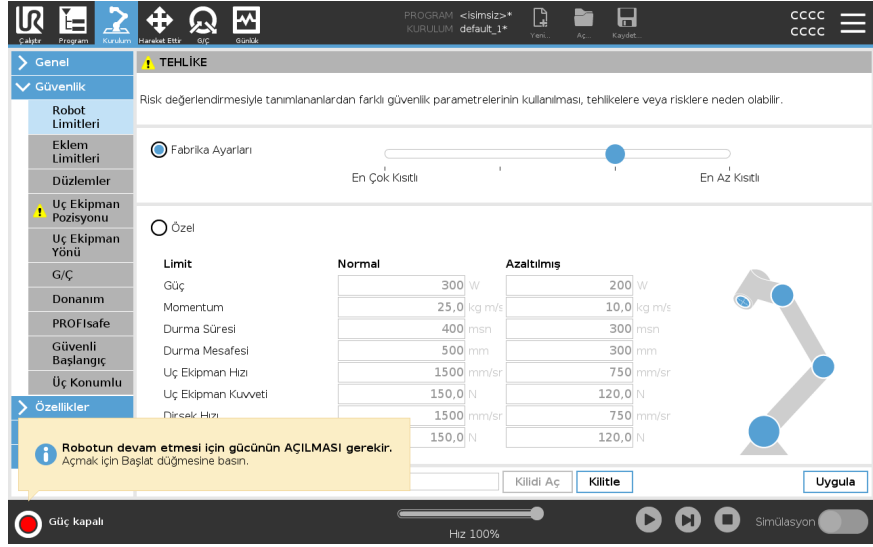 UR
PROGRAM <isimsiz>*
KURULUM default_1*
CCCC
CCCC
Çalıştır Program Kurulum Hareket Ettir G/Ç Günlük
Yeni... Aç... Kaydet...
Genel
Güvenlik
Robot
Limitleri
Eklem
Limitleri
Düzlemler
Uç Ekipman
Pozisyonu
Uç Ekipman
Yönü
G/Ç
Donanım
PROFIsafe
Güvenli
Başlangıç
Üç Konumlu
Özellikler
TEHLİKE
Risk değerlendirmesiyle tanımlananlardan farklı güvenlik parametrelerinin kullanılması, tehlikelere veya risklere neden olabilir.
Fabrika Ayarları
En Çok Kısıtlı
En Az Kısıtlı
Özel
Limit Normal Azaltılmış
Güç 300 W 200 W
Momentum 25,0 kg m/s 10,0 kg m/s
Durma Süresi 400 msn 300 msn
Durma Mesafesi 500 mm 300 mm
Uç Ekipman Hızı 1500 mm/sn 750 mm/sn
Uç Ekipman Kuvveti 150,0 N 120,0 N
Dirsek Hızı 1500 mm/sn 750 mm/sn
150,0 N 120,0 N
Robotun devam etmesi için gücünün AÇILMASI gerekir.
Açmak için Başlat düğmesine basın.
Kilidi Aç Kilitle Uygula
Güç kapalı
Hız 100%
Simülasyon